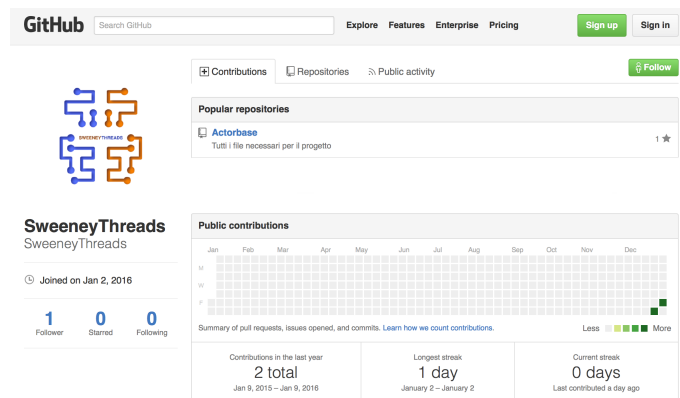 GitHub Search GitHub Explore Features Enterprise Pricing Sign up Sign in
Contributions Repositories Public activity Follow
SWEENEYTHREADS
Popular repositories
Actorbase
Tutti i file necessari per il progetto
1
SweeneyThreads
SweeneyThreads
Joined on Jan 2, 2016
1 0 0
Follower Starred Following
Public contributions
Jan Feb Mar Apr May Jun Jul Aug Sep Oct Nov Dec
M
W
F
Summary of pull requests, issues opened, and commits. Learn how we count contributions. Less More
Contributions in the last year
2 total
Jan 9, 2015 – Jan 9, 2016
Longest streak
1 day
January 2 – January 2
Current streak
0 days
Last contributed a day ago